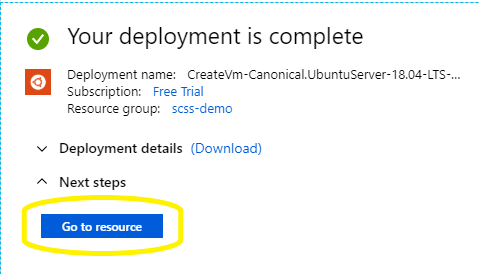 Your deployment is complete
Deployment name: CreateVm-Canonical.UbuntuServer-18.04-LTS-...
Subscription: Free Trial
Resource group: scss-demo
Deployment details (Download)
Next steps
Go to resource